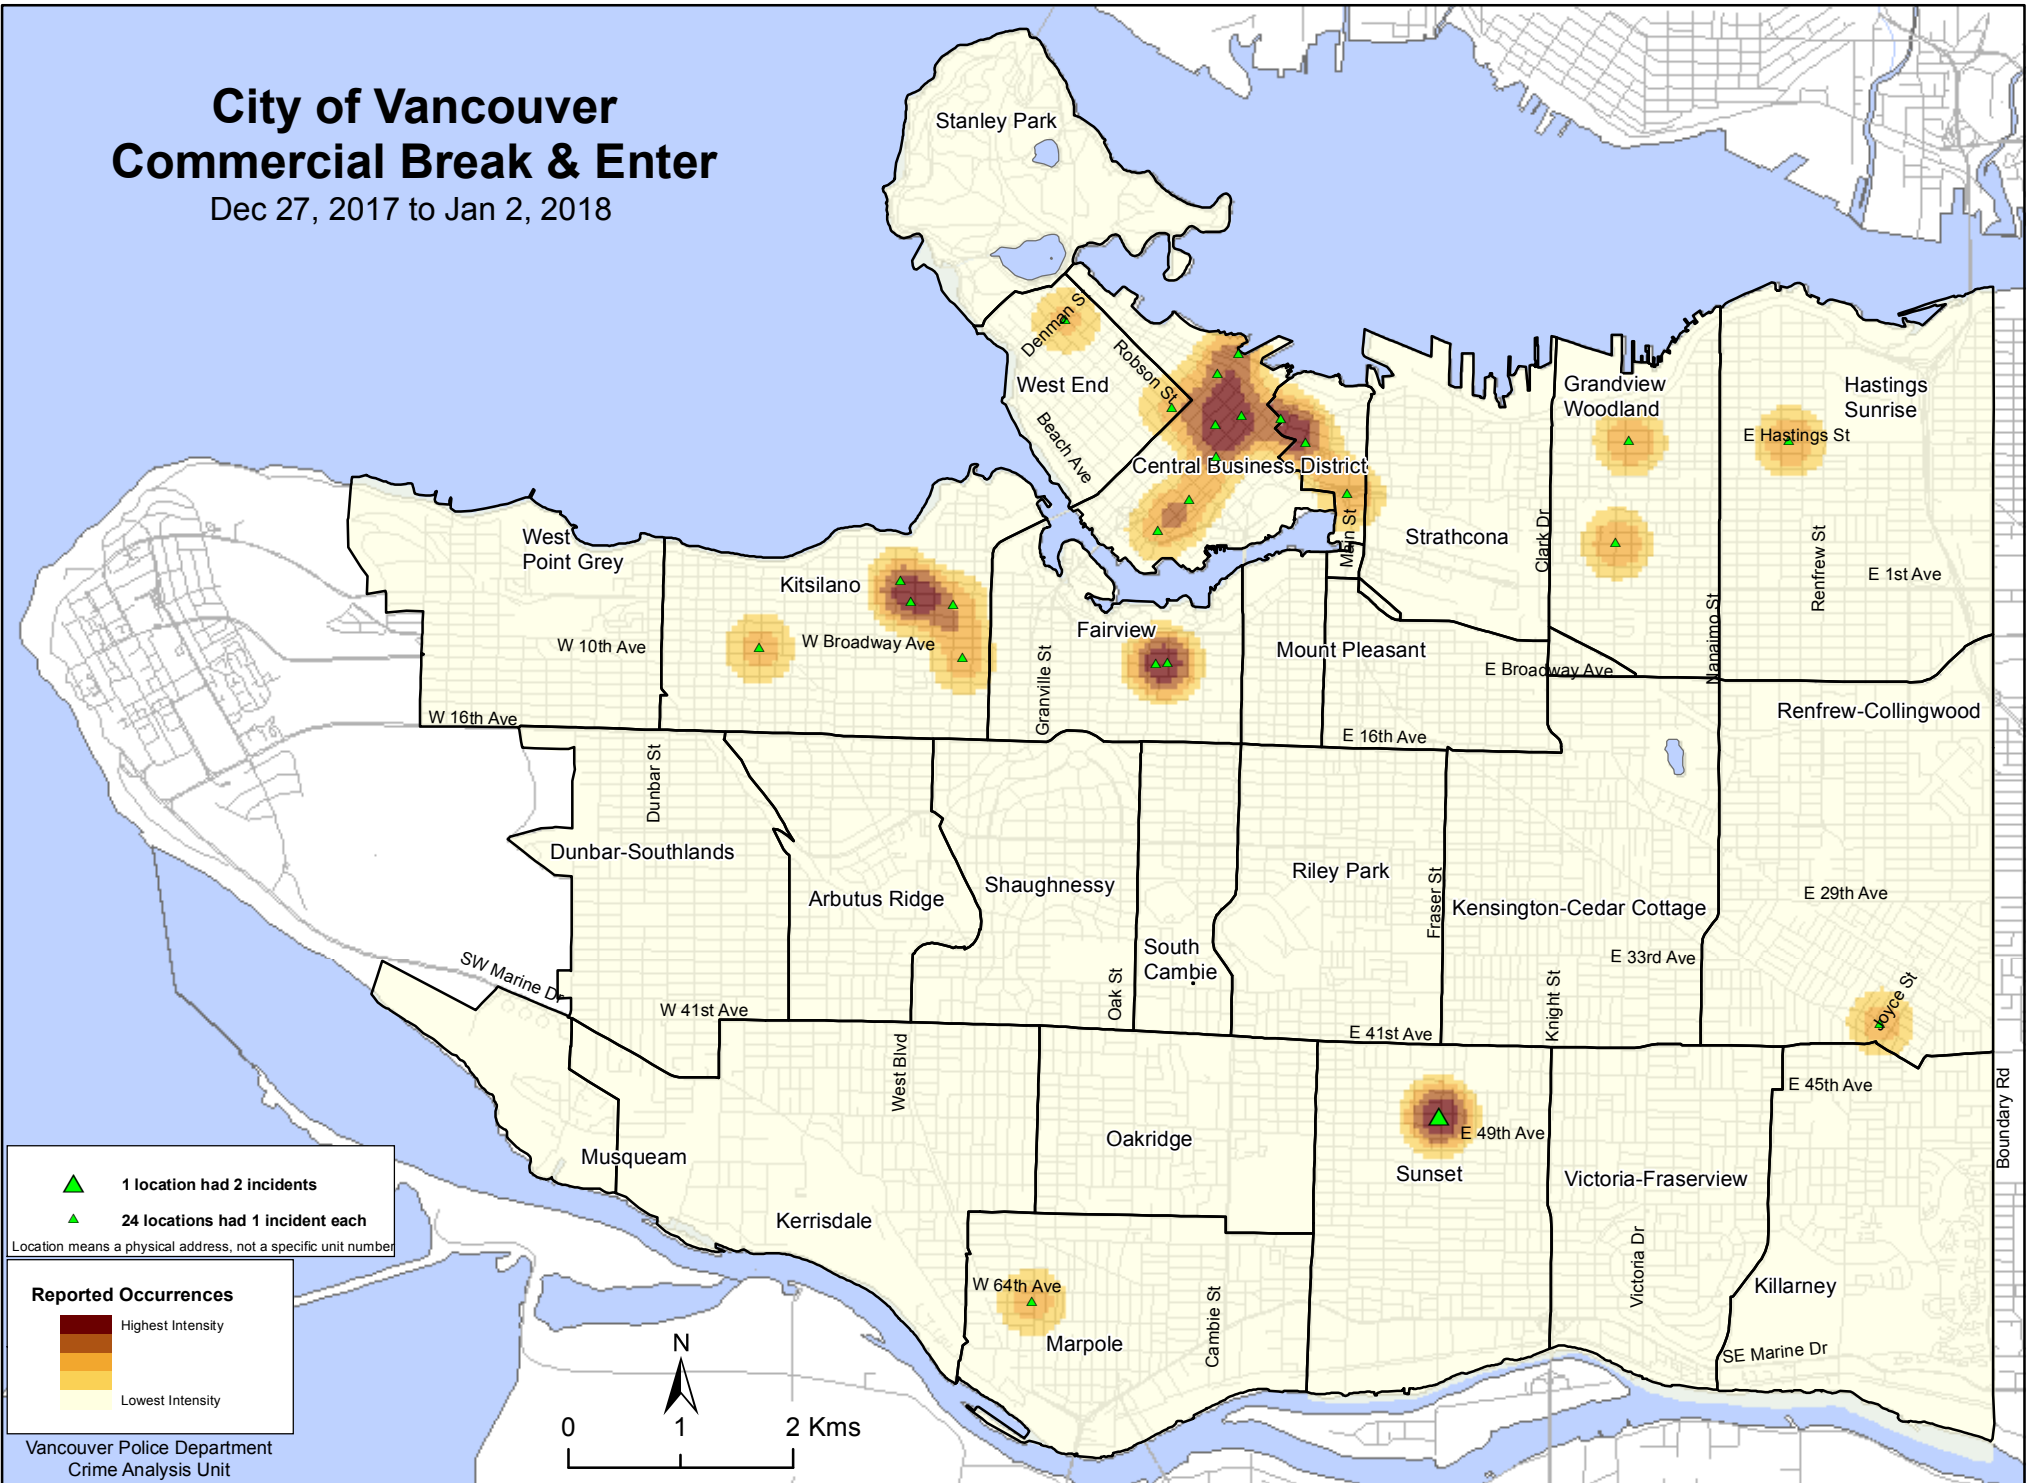 City of Vancouver
Commercial Break & Enter
Dec 27, 2017 to Jan 2, 2018
Stanley Park
Denman St
Robson St
West End
Beach Ave
Central Business District
Grandview
Woodland
Hastings
Sunrise
E Hastings St
West
Point Grey
Kitsilano
Fairview
Main St
Strathcona
Clark Dr
Nanaimo St
Renfrew St
E 1st Ave
W 10th Ave
W Broadway Ave
Granville St
Mount Pleasant
E Broadway Ave
W 16th Ave
E 16th Ave
Renfrew-Collingwood
Dunbar St
Dunbar-Southlands
Arbutus Ridge
Shaughnessy
South
Cambie
Riley Park
Fraser St
Kensington-Cedar Cottage
E 29th Ave
E 33rd Ave
SW Marine Dr
W 41st Ave
Oak St
E 41st Ave
Knight St
Joyce St
West Blvd
E 45th Ave
Boundary Rd
Musqueam
Oakridge
E 49th Ave
Sunset
Victoria-Fraserview
Kerrisdale
W 64th Ave
Marpole
Cambie St
Victoria Dr
Killarney
SE Marine Dr
1 location had 2 incidents
24 locations had 1 incident each
Location means a physical address, not a specific unit number
Reported Occurrences
Highest Intensity
Lowest Intensity
Vancouver Police Department
Crime Analysis Unit
N
0 1 2 Kms